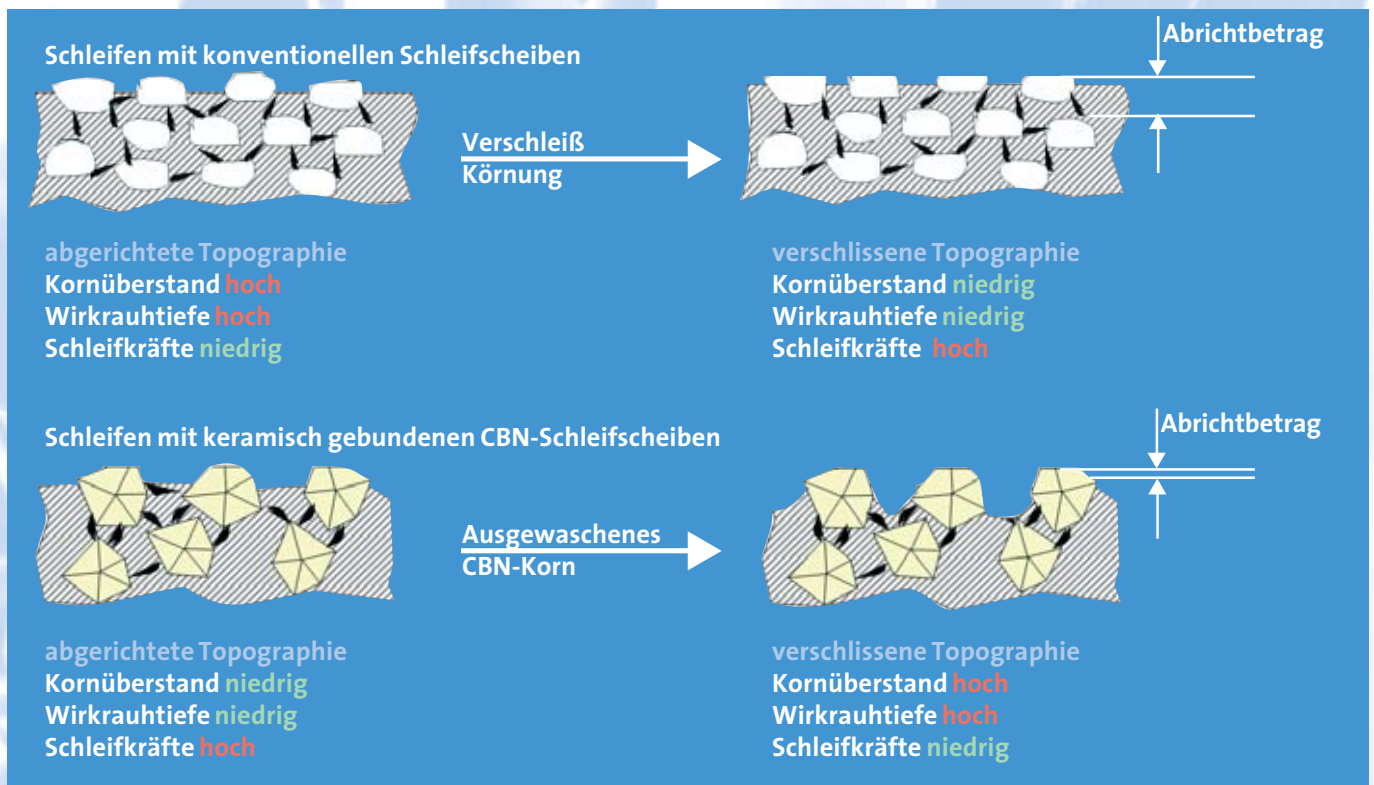 Schleifen mit konventionellen Schleifscheiben
Abrichtbetrag
Verschleiß
Körnung
abgerichtete Topographie
Kornüberstand hoch
Wirkrauhtiefe hoch
Schleifkräfte niedrig
verschlissene Topographie
Kornüberstand niedrig
Wirkrauhtiefe niedrig
Schleifkräfte hoch
Schleifen mit keramisch gebundenen CBN-Schleifscheiben
Abrichtbetrag
Ausgewaschenes
CBN-Korn
abgerichtete Topographie
Kornüberstand niedrig
Wirkrauhtiefe niedrig
Schleifkräfte hoch
verschlissene Topographie
Kornüberstand hoch
Wirkrauhtiefe hoch
Schleifkräfte niedrig